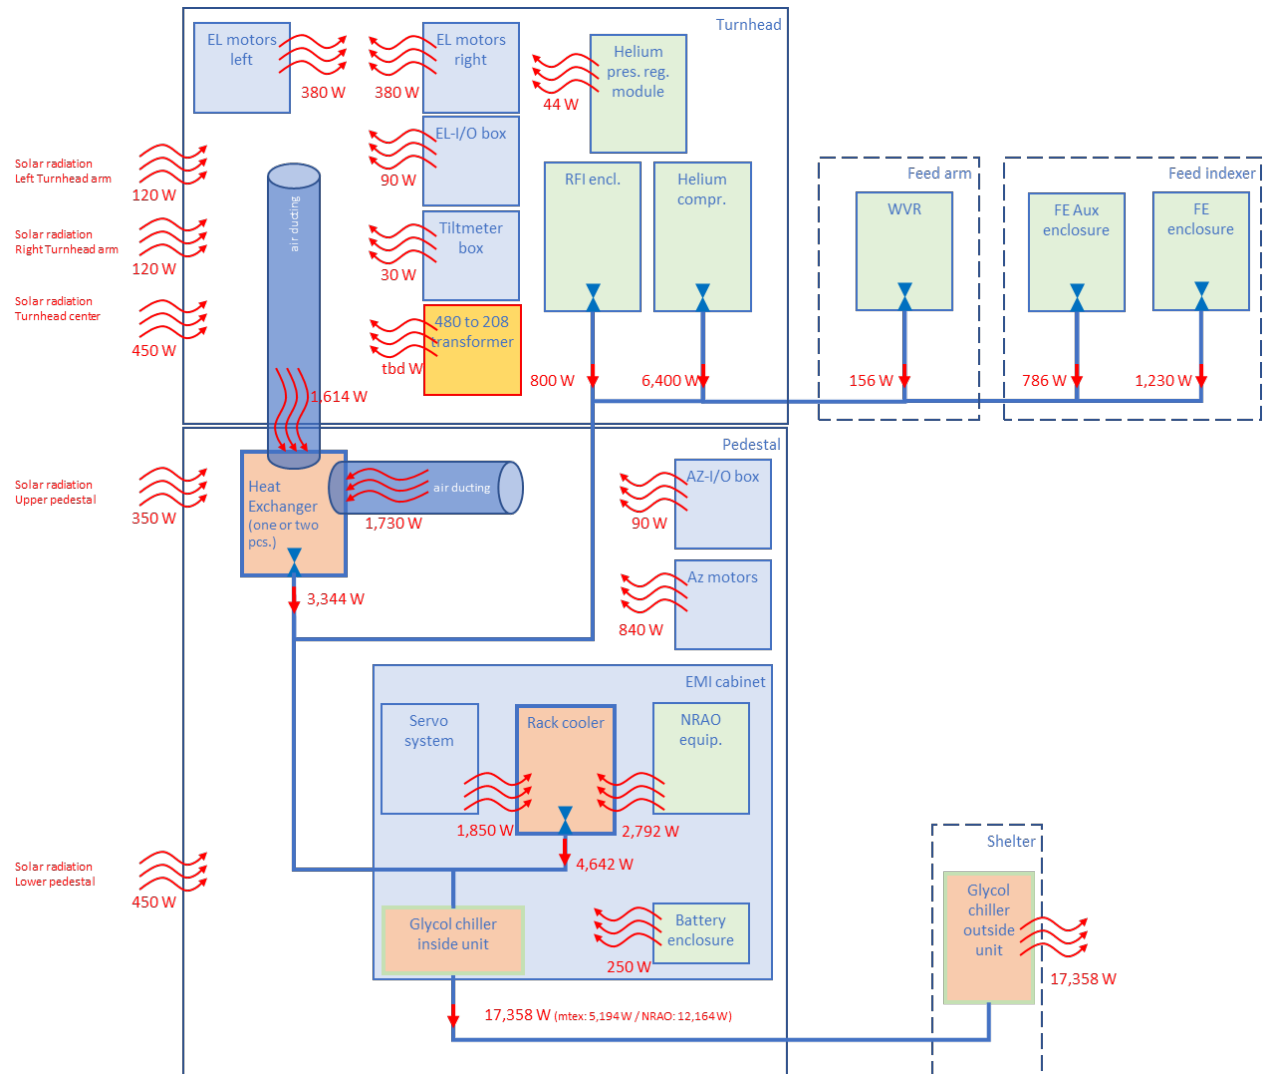 Turnhead
EL motors
left
380 W
EL motors
right
380 W
Helium
pres. reg.
module
44 W
EL-I/O box
90 W
Solar radiation
Left Turnhead arm
120 W
air ducting
RFI encl.
Helium
compr.
Feed arm
WVR
Feed indexer
FE Aux
enclosure
FE
enclosure
Solar radiation
Right Turnhead arm
120 W
Tiltmeter
box
30 W
Solar radiation
Turnhead center
450 W
480 to 208
transformer
tbd W
800 W
6,400 W
156 W
786 W
1,230 W
1,614 W
Pedestal
Solar radiation
Upper pedestal
350 W
Heat
Exchanger
(one or two
pcs.)
air ducting
1,730 W
AZ-I/O box
90 W
3,344 W
Az motors
840 W
EMI cabinet
Servo
system
Rack cooler
NRAO
equip.
1,850 W
2,792 W
4,642 W
Solar radiation
Lower pedestal
450 W
Glycol chiller
inside unit
Battery
enclosure
250 W
Shelter
Glycol
chiller
outside
unit
17,358 W
17,358 W (mtex: 5,194 W / NRAO: 12,164 W)